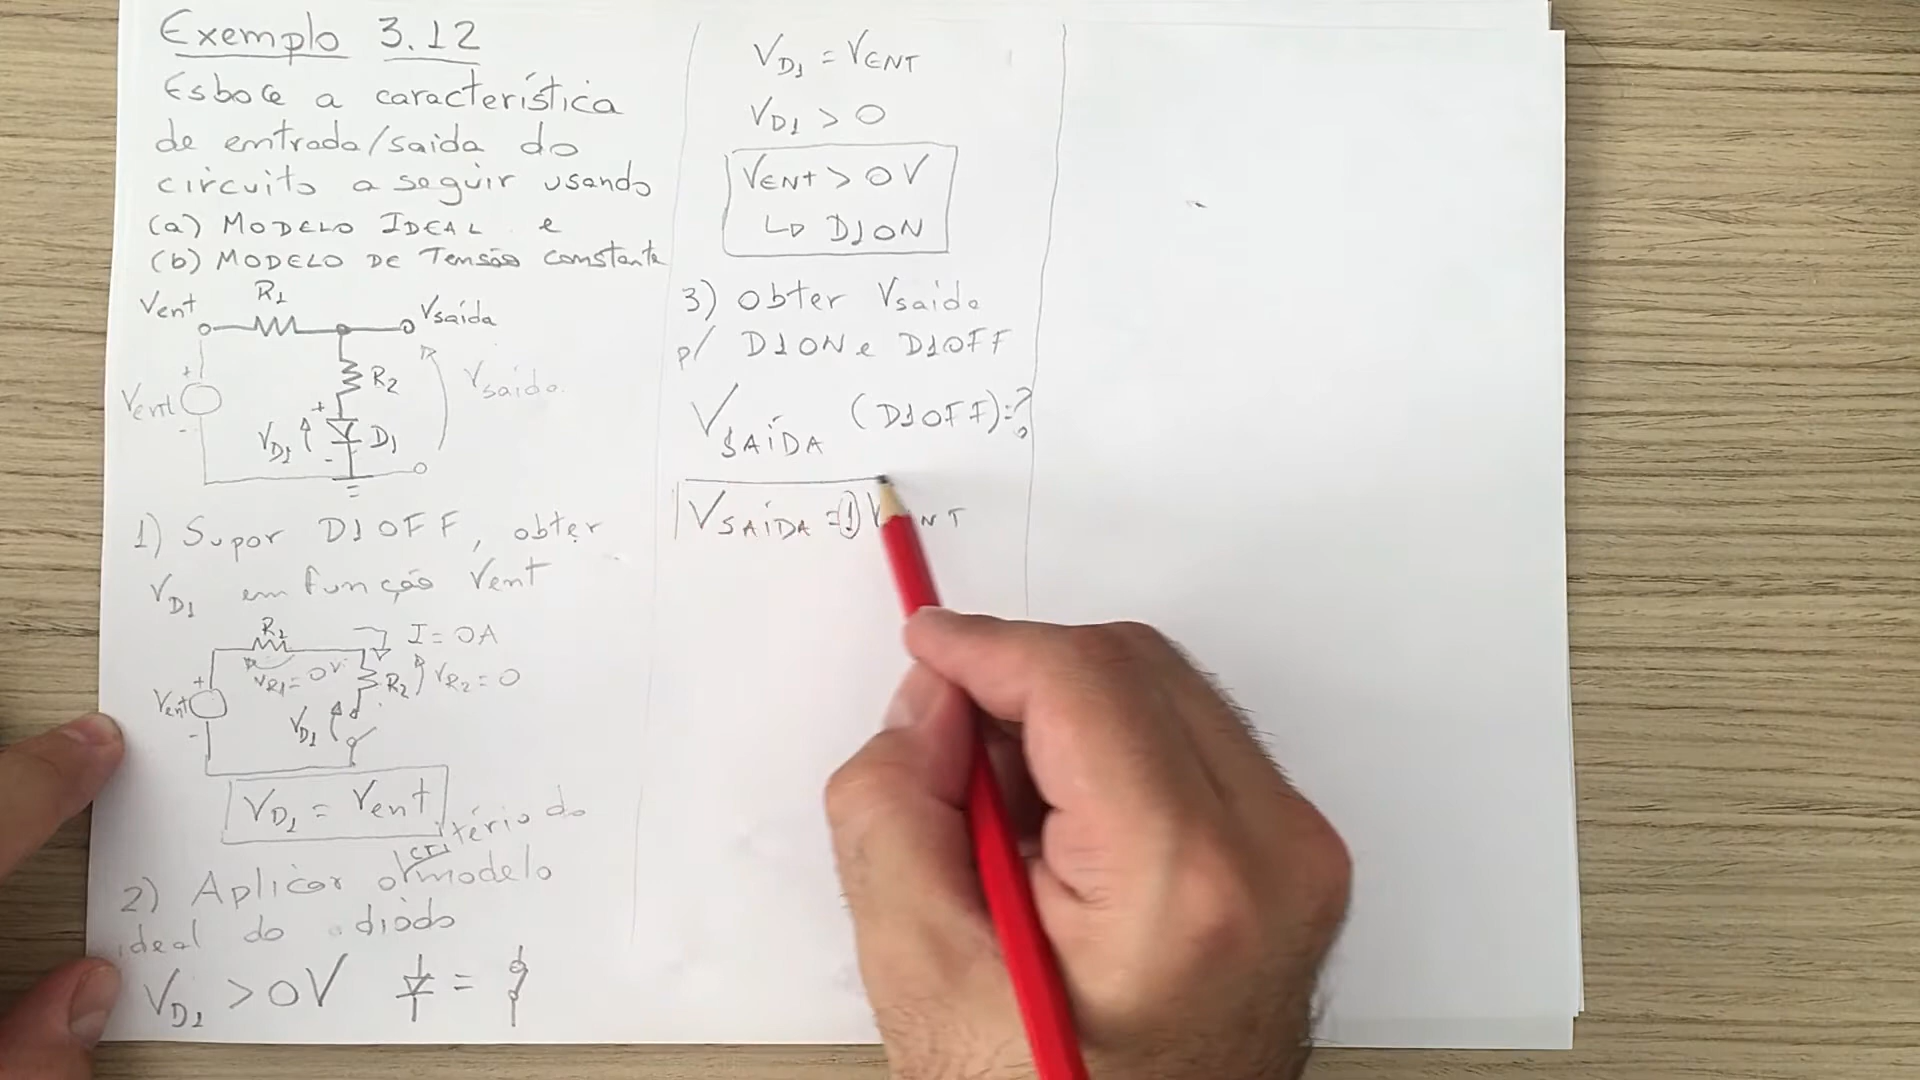 Exemplo 3.12
Esboce a característica
de entrada/saida do
circuito a seguir usando
(a) MODELO IDEAL e
(b) MODELO DE Tensão constante
Vent R1 Vsaída
R2
Vent + - Vsaída
VD1 + - D1
1) Supor D1 OFF, obter
VD1 em função Vent
R1 I = 0A
VR1 = 0V R2 VR2 = 0
Vent + - VD1
VD1 = Vent
critério do
2) Aplicar o modelo
ideal do diodo
VD1 > 0V =
VD1 = VENT
VD1 > 0
VENT > 0V
↳ D1 ON
3) Obter Vsaida
p/ D1 ON e D1 OFF
VSAÍDA (D1 OFF) = ?
VSAÍDA = (1) V NT